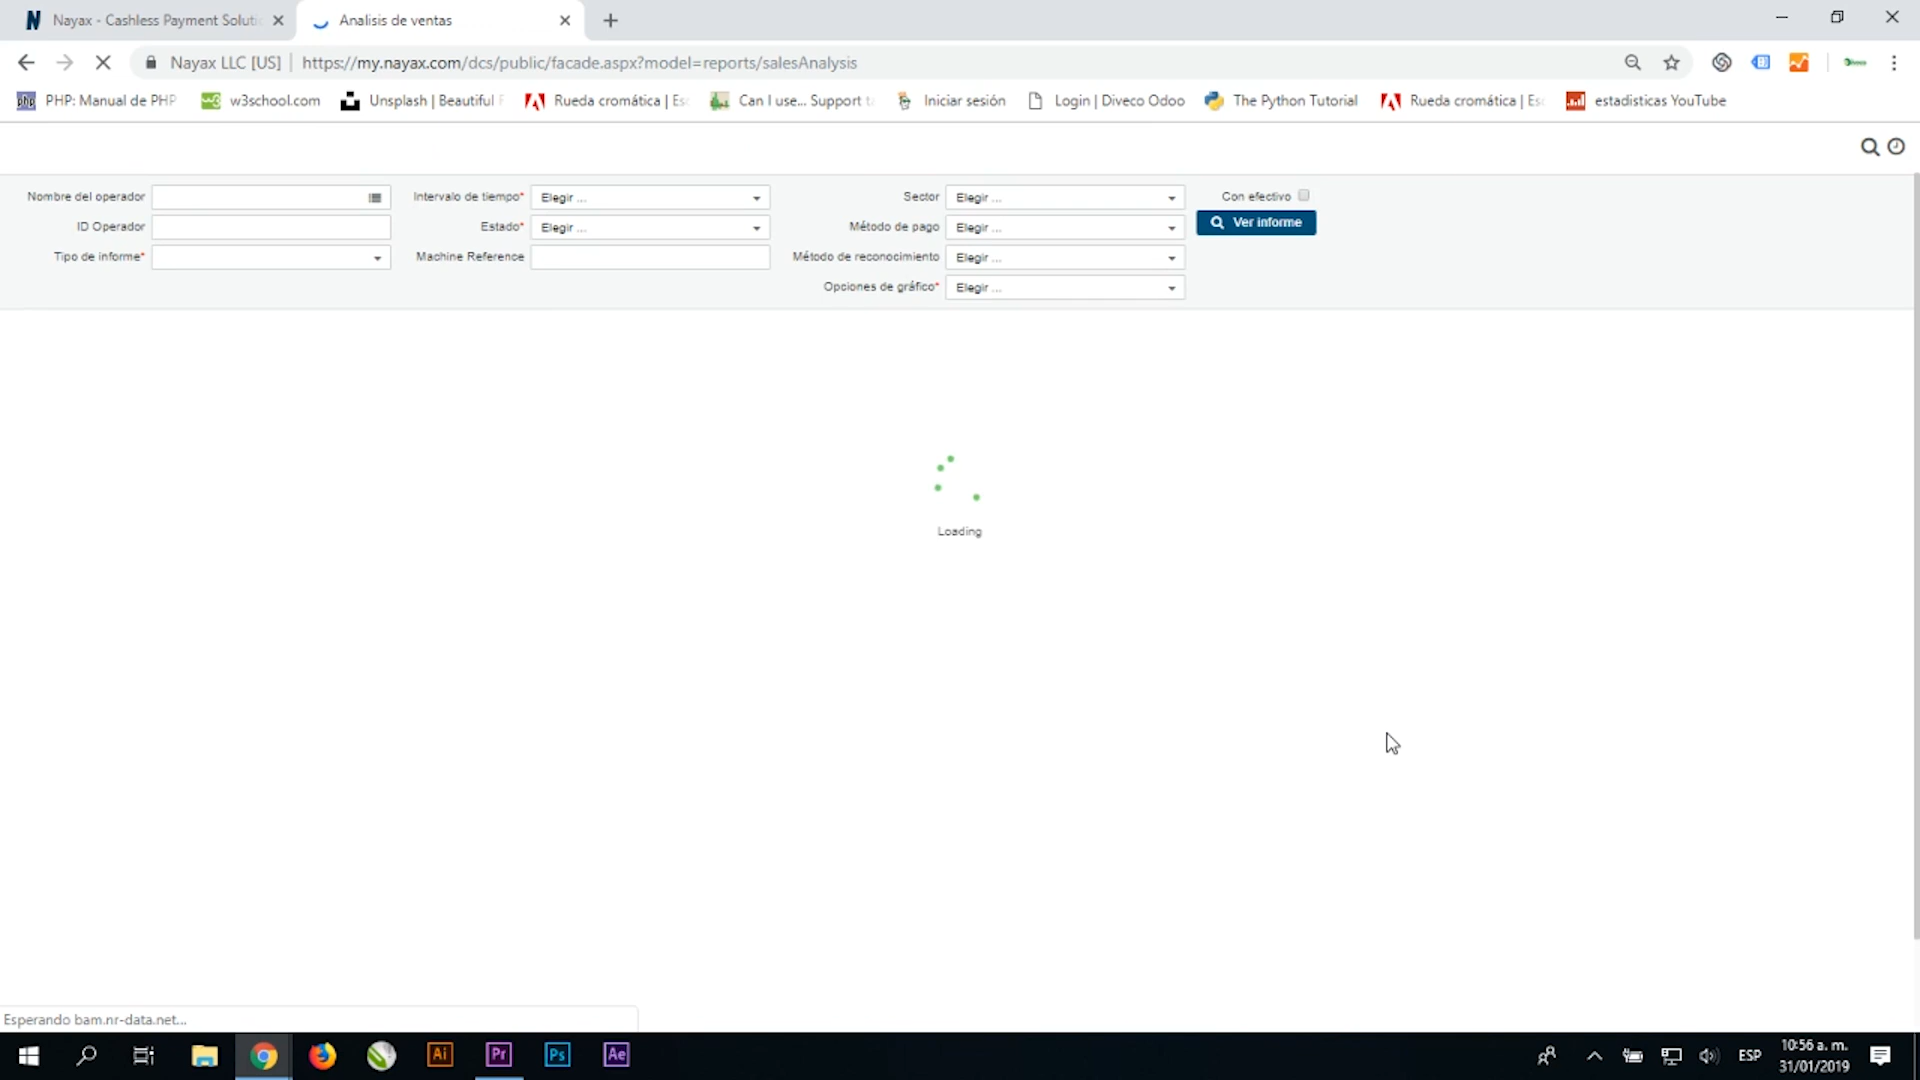 Nayax - Cashless Payment Soluti
Analisis de ventas
Nayax LLC [US] | https://my.nayax.com/dcs/public/facade.aspx?model=reports/salesAnalysis
PHP: Manual de PHP
w3school.com
Unsplash | Beautiful F
Rueda cromática | Esc
Can I use... Support ta
Iniciar sesión
Login | Diveco Odoo
The Python Tutorial
Rueda cromática | Esc
estadisticas YouTube
Nombre del operador
Intervalo de tiempo* Elegir ...
Sector Elegir ...
Con efectivo
ID Operador
Estado* Elegir ...
Método de pago Elegir ...
Ver informe
Tipo de informe*
Machine Reference
Método de reconocimiento Elegir ...
Opciones de gráfico* Elegir ...
Loading
Esperando bam.nr-data.net...
Ai
Pr
Ps
Ae
ESP
10:56 a. m.
31/01/2019